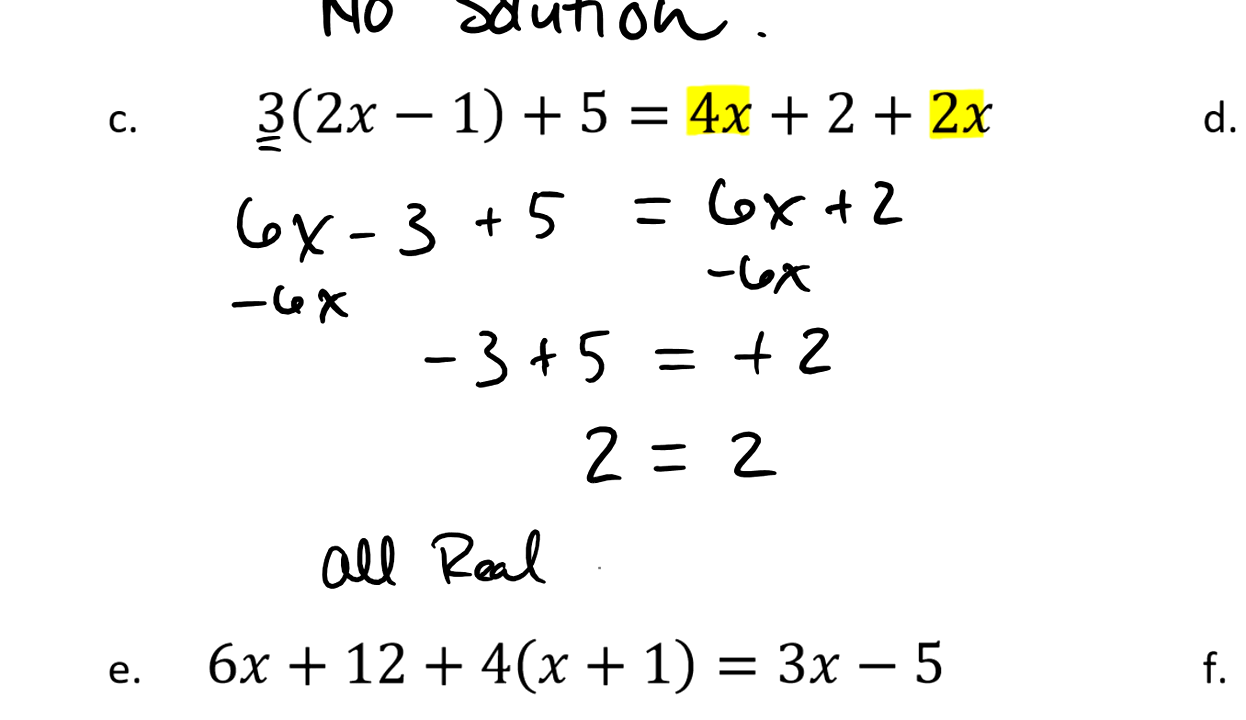 No Solution.
c. 3(2x − 1) + 5 = 4x + 2 + 2x d.
6x - 3 + 5 = 6x + 2
-6x -6x
-3 + 5 = +2
2 = 2
all Real
e. 6x + 12 + 4(x + 1) = 3x − 5 f.